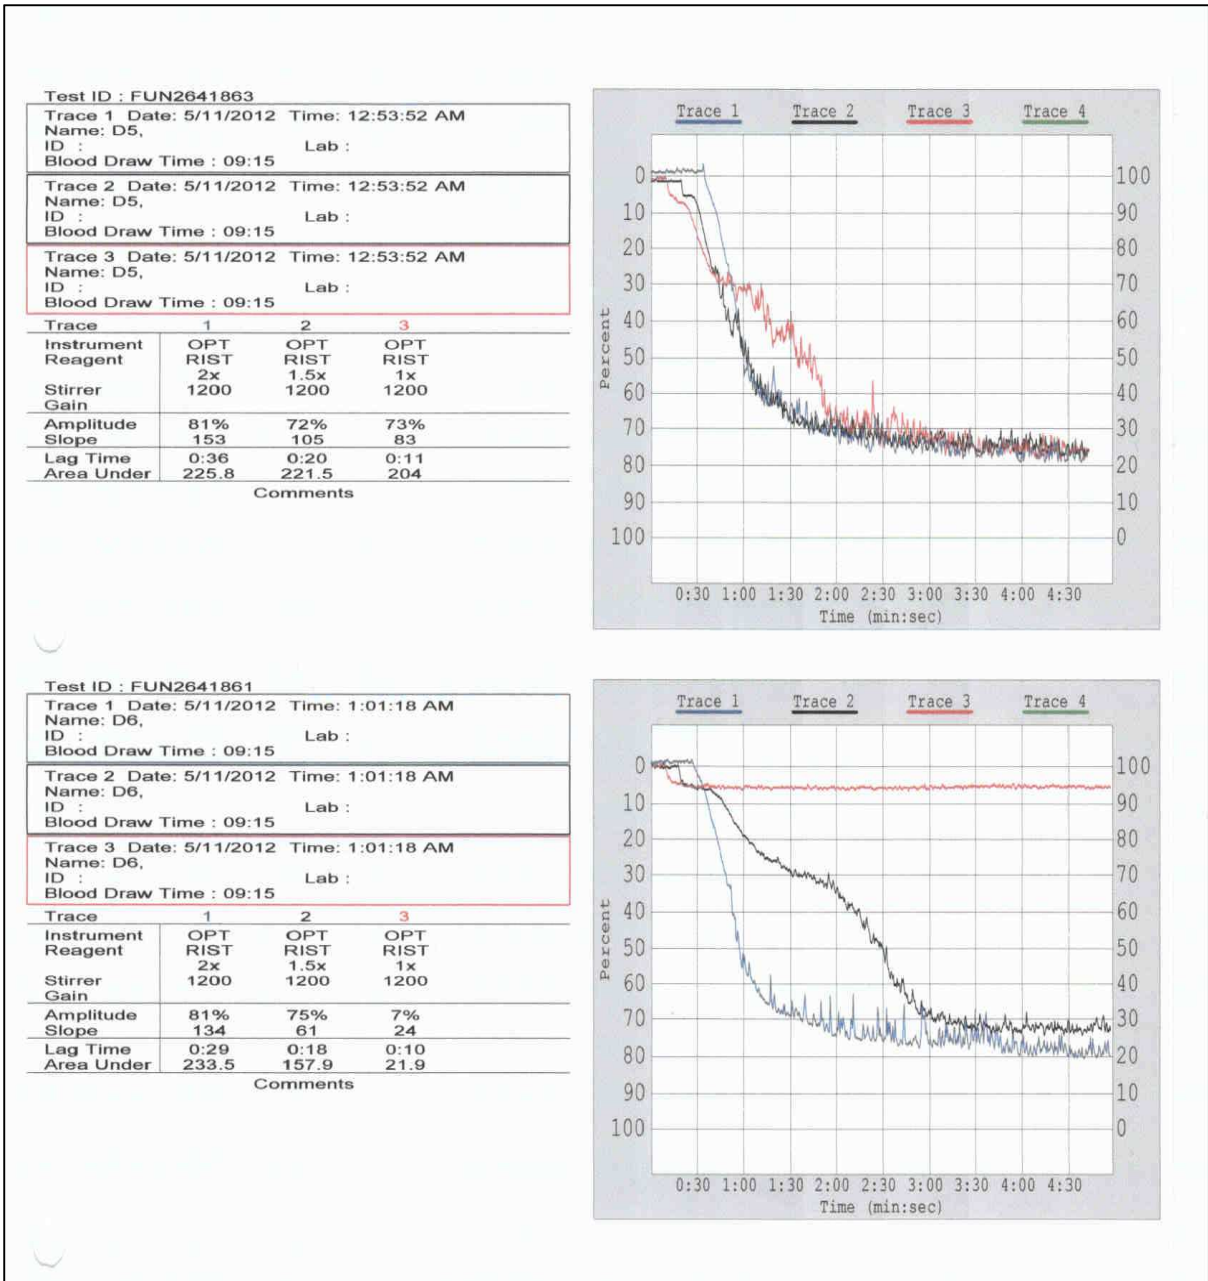 Test ID : FUN2641863
Trace 1 Date: 5/11/2012 Time: 12:53:52 AM
Name: D5,
ID : Lab :
Blood Draw Time : 09:15
Trace 2 Date: 5/11/2012 Time: 12:53:52 AM
Name: D5,
ID : Lab :
Blood Draw Time : 09:15
Trace 3 Date: 5/11/2012 Time: 12:53:52 AM
Name: D5,
ID : Lab :
Blood Draw Time : 09:15
Trace 1 2 3
Instrument OPT OPT OPT
Reagent RIST RIST RIST
2x 1.5x 1x
Stirrer 1200 1200 1200
Gain
Amplitude 81% 72% 73%
Slope 153 105 83
Lag Time 0:36 0:20 0:11
Area Under 225.8 221.5 204
Comments
Trace 1 Trace 2 Trace 3 Trace 4
0 100
10 90
20 80
30 70
40 60
50 50
60 40
70 30
80 20
90 10
100 0
Percent
0:30 1:00 1:30 2:00 2:30 3:00 3:30 4:00 4:30
Time (min:sec)
Test ID : FUN2641861
Trace 1 Date: 5/11/2012 Time: 1:01:18 AM
Name: D6,
ID : Lab :
Blood Draw Time : 09:15
Trace 2 Date: 5/11/2012 Time: 1:01:18 AM
Name: D6,
ID : Lab :
Blood Draw Time : 09:15
Trace 3 Date: 5/11/2012 Time: 1:01:18 AM
Name: D6,
ID : Lab :
Blood Draw Time : 09:15
Trace 1 2 3
Instrument OPT OPT OPT
Reagent RIST RIST RIST
2x 1.5x 1x
Stirrer 1200 1200 1200
Gain
Amplitude 81% 75% 7%
Slope 134 61 24
Lag Time 0:29 0:18 0:10
Area Under 233.5 157.9 21.9
Comments
Trace 1 Trace 2 Trace 3 Trace 4
0 100
10 90
20 80
30 70
40 60
50 50
60 40
70 30
80 20
90 10
100 0
Percent
0:30 1:00 1:30 2:00 2:30 3:00 3:30 4:00 4:30
Time (min:sec)